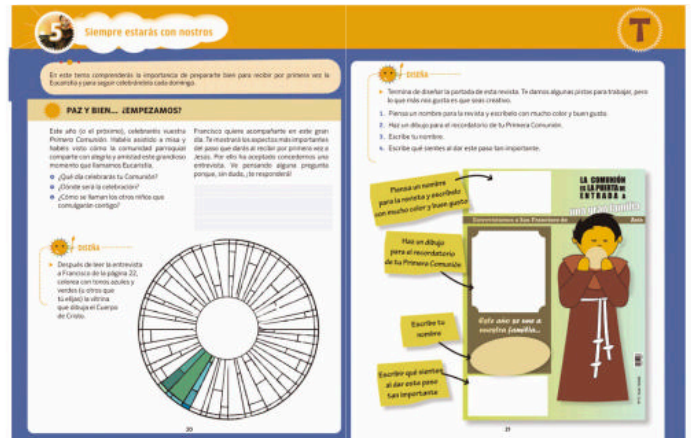 5
Siempre estarás con nostros
En este tema comprenderás la importancia de prepararte bien para recibir por primera vez la
Eucaristía y para seguir celebrándola cada domingo.
PAZ Y BIEN... ¿EMPEZAMOS?
Este año (o el próximo), celebraréis vuestra
Primera Comunión. Habéis asistido a misa y
habéis visto cómo la comunidad parroquial
comparte con alegría y amistad este grandioso
momento que llamamos Eucaristía.
¿Qué día celebrarás tu Comunión?
¿Dónde será la celebración?
¿Cómo se llaman los otros niños que
comulgarán contigo?
Francisco quiere acompañarte en este gran
día. Te mostrará los aspectos más importantes
del paso que darás al recibir por primera vez a
Jesús. Por ello ha aceptado concedernos una
entrevista. Ve pensando alguna pregunta
porque, sin duda, ¡te responderá!
DISEÑA
Después de leer la entrevista
a Francisco de la página 22,
colorea con tonos azules y
verdes (u otros que
tú elijas) la vitrina
que dibuja el Cuerpo
de Cristo.
20
T
DISEÑA
Termina de diseñar la portada de esta revista. Te damos algunas pistas para trabajar, pero
lo que más nos gusta es que seas creativo.
1. Piensa un nombre para la revista y escríbelo con mucho color y buen gusto.
2. Haz un dibujo para el recordatorio de tu Primera Comunión.
3. Escribe tu nombre.
4. Escribe qué sientes al dar este paso tan importante.
Piensa un nombre
para la revista y escríbelo
con mucho color y buen gusto
Haz un dibujo
para el recordatorio
de tu Primera Comunión
Escribe tu
nombre
Escribir qué sientes
al dar este paso
tan importante
LA COMUNIÓN
ES LA PUERTA DE
ENTRADA A
una gran familia
Entrevistamos a San Francisco de Asís
Este año se une a
nuestra familia...
21